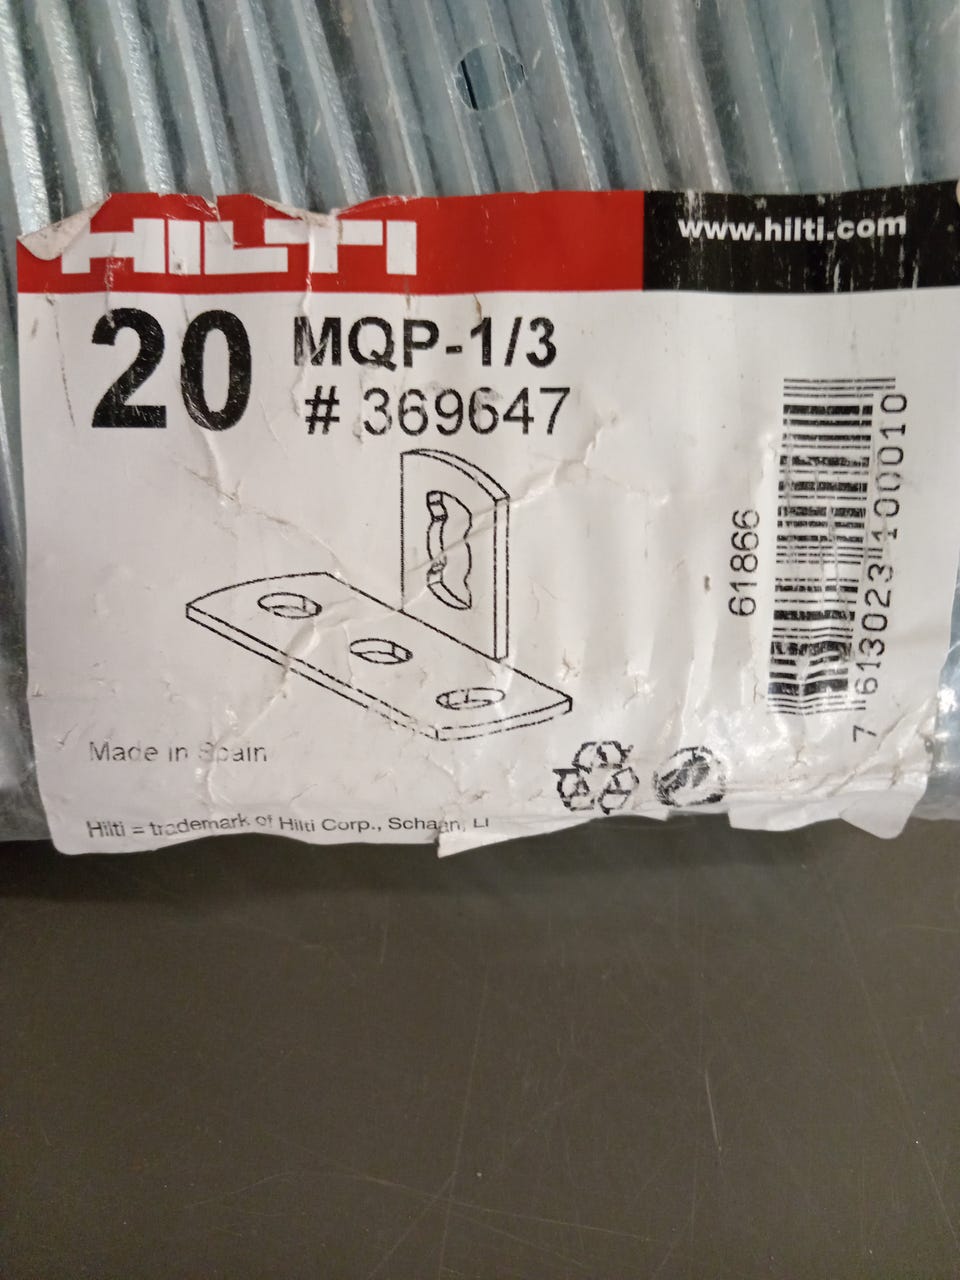 HILTI
www.hilti.com
20
MQP-1/3
# 369647
61866
7 613023 100010
Made in Spain
Hilti = trademark of Hilti Corp., Schaan, LI